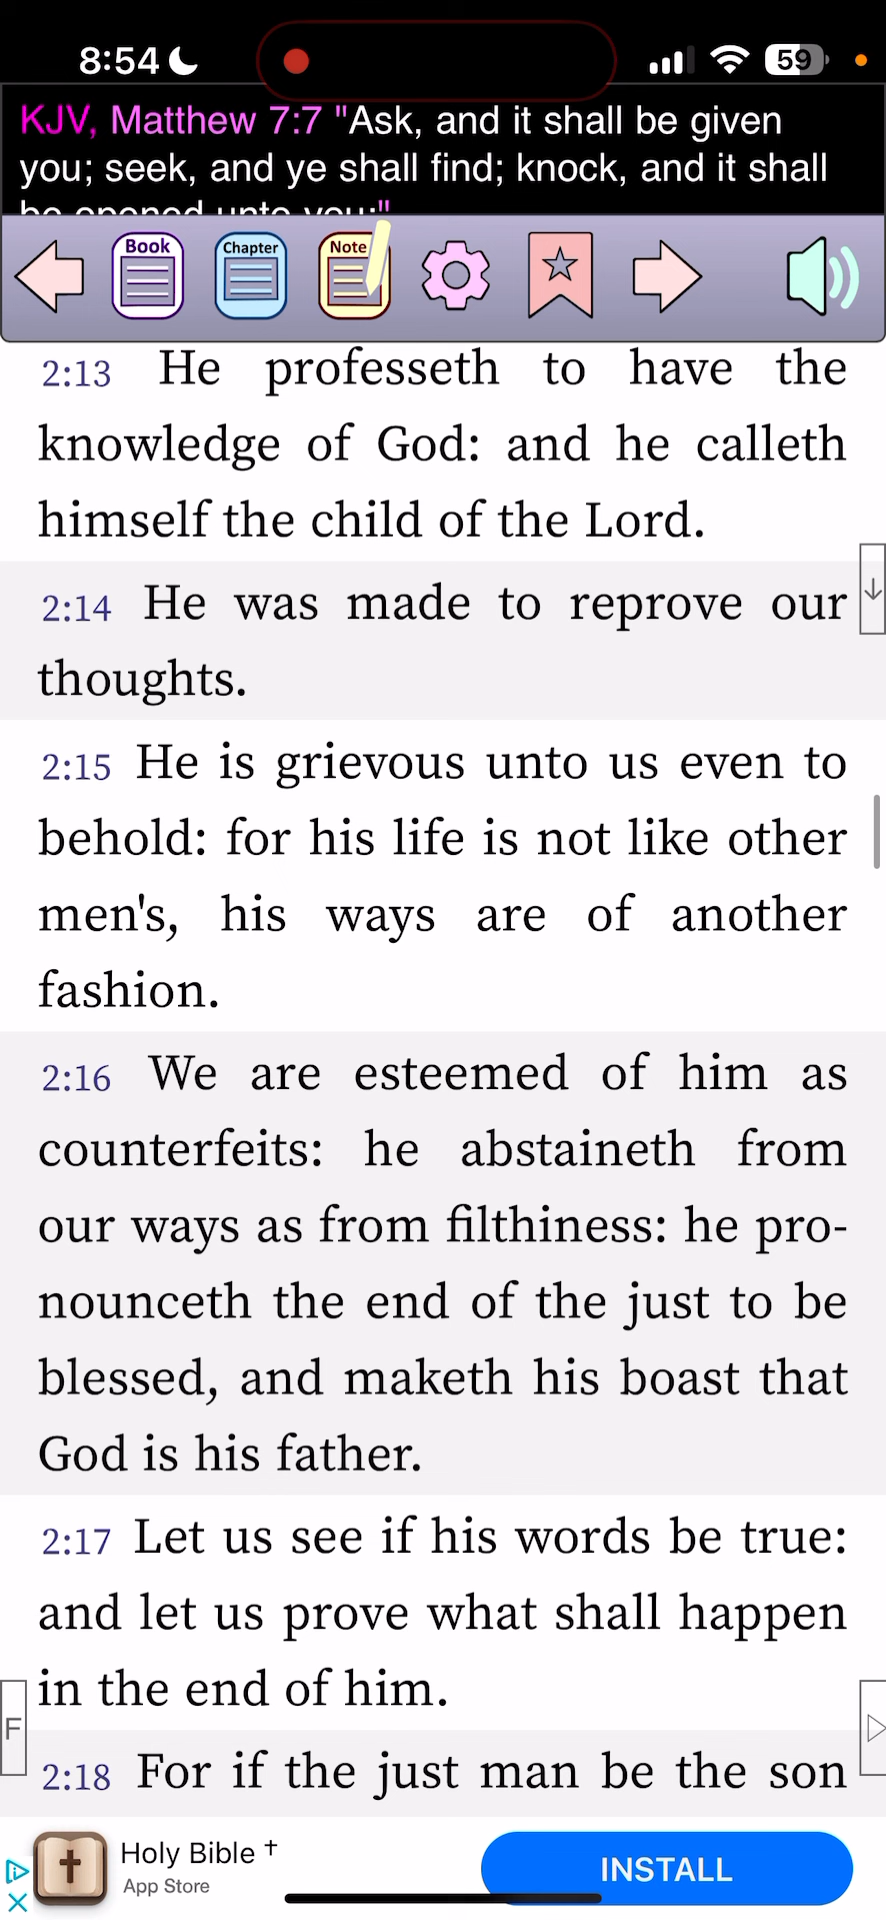 8:54
59
KJV, Matthew 7:7 "Ask, and it shall be given
you; seek, and ye shall find; knock, and it shall
be opened unto you:"
Book
Chapter
Note
2:13 He professeth to have the
knowledge of God: and he calleth
himself the child of the Lord.
2:14 He was made to reprove our
thoughts.
2:15 He is grievous unto us even to
behold: for his life is not like other
men's, his ways are of another
fashion.
2:16 We are esteemed of him as
counterfeits: he abstaineth from
our ways as from filthiness: he pro-
nounceth the end of the just to be
blessed, and maketh his boast that
God is his father.
2:17 Let us see if his words be true:
and let us prove what shall happen
in the end of him.
F
2:18 For if the just man be the son
Holy Bible †
App Store
INSTALL